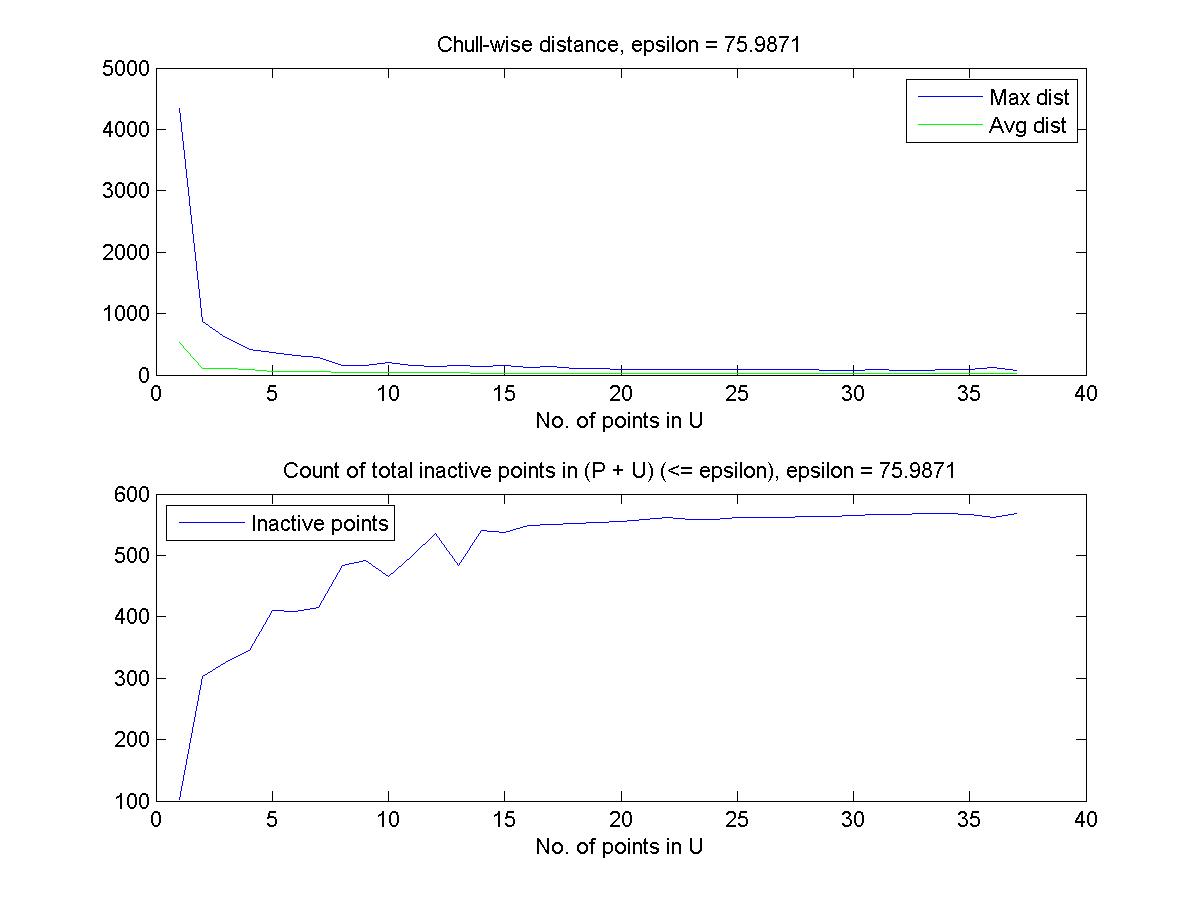 Chull-wise distance, epsilon = 75.9871
5000
4000
3000
2000
1000
0
Max dist
Avg dist
0 5 10 15 20 25 30 35 40
No. of points in U
Count of total inactive points in (P + U) (<= epsilon), epsilon = 75.9871
600
500
400
300
200
100
Inactive points
0 5 10 15 20 25 30 35 40
No. of points in U